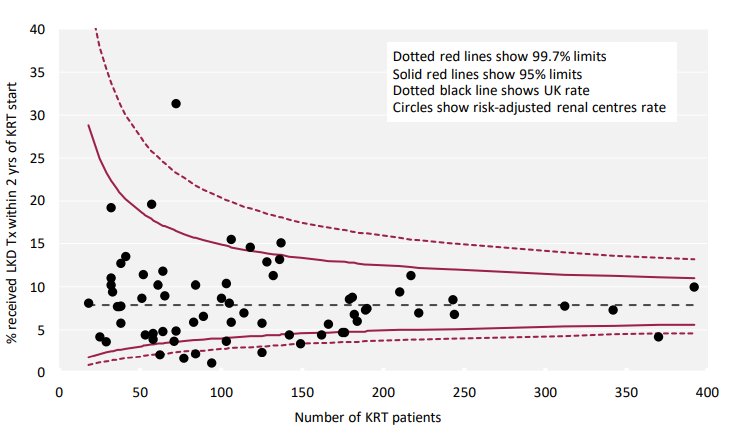 % received LKD Tx within 2 yrs of KRT start
40
35
30
25
20
15
10
5
0
Dotted red lines show 99.7% limits
Solid red lines show 95% limits
Dotted black line shows UK rate
Circles show risk-adjusted renal centres rate
0 50 100 150 200 250 300 350 400
Number of KRT patients